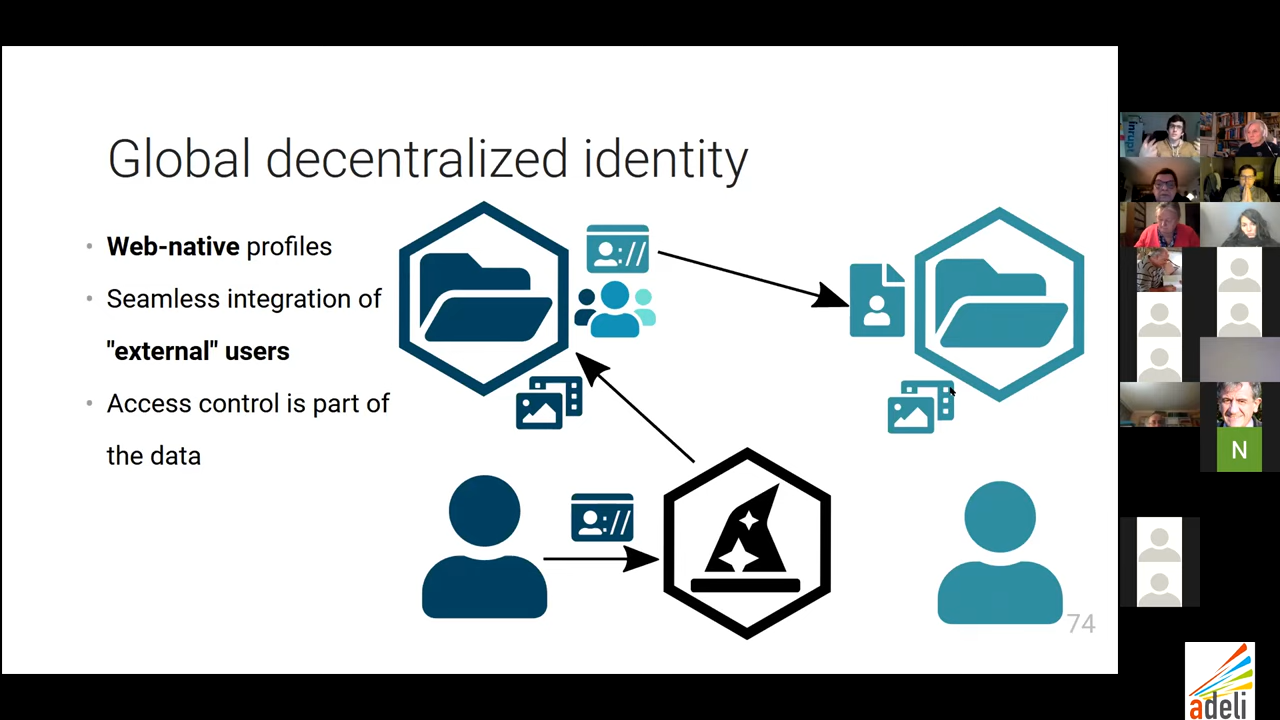 Global decentralized identity
Web-native profiles
Seamless integration of
"external" users
Access control is part of
the data
://
://
74
inrupt
N
adeli